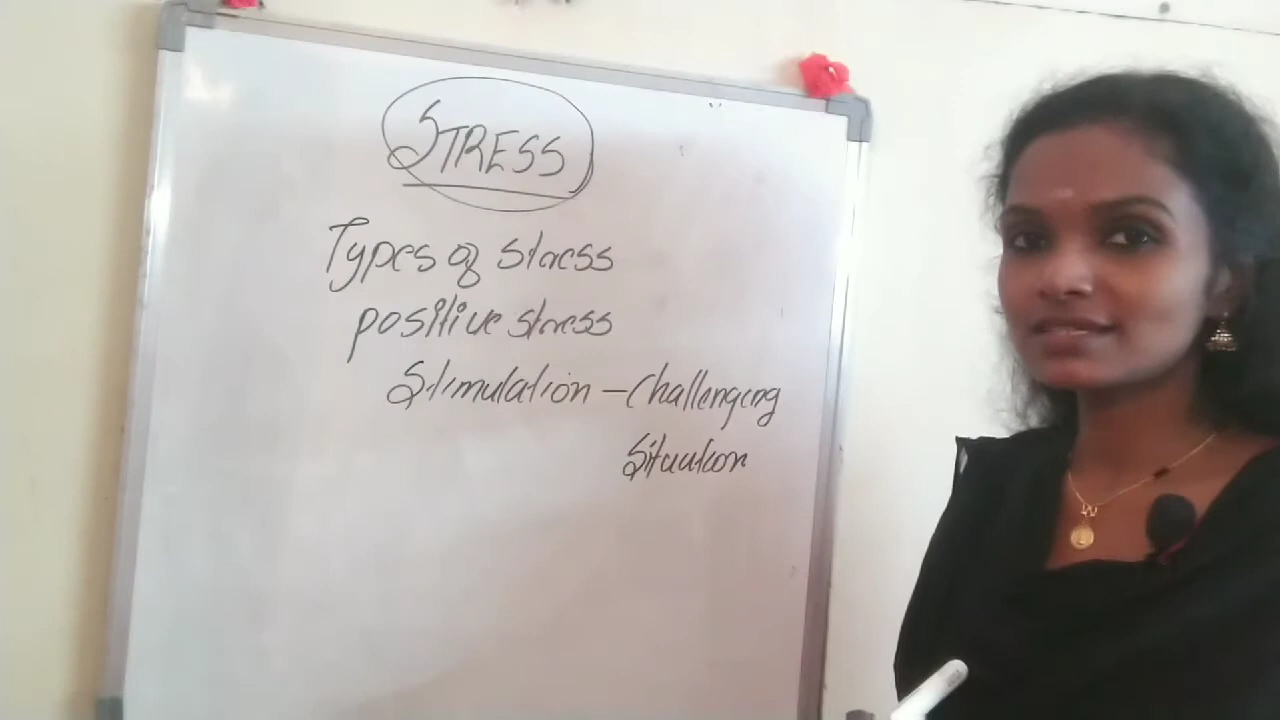 STRESS
Types of stress
positive stress
Stimulation - Challenging
Situation